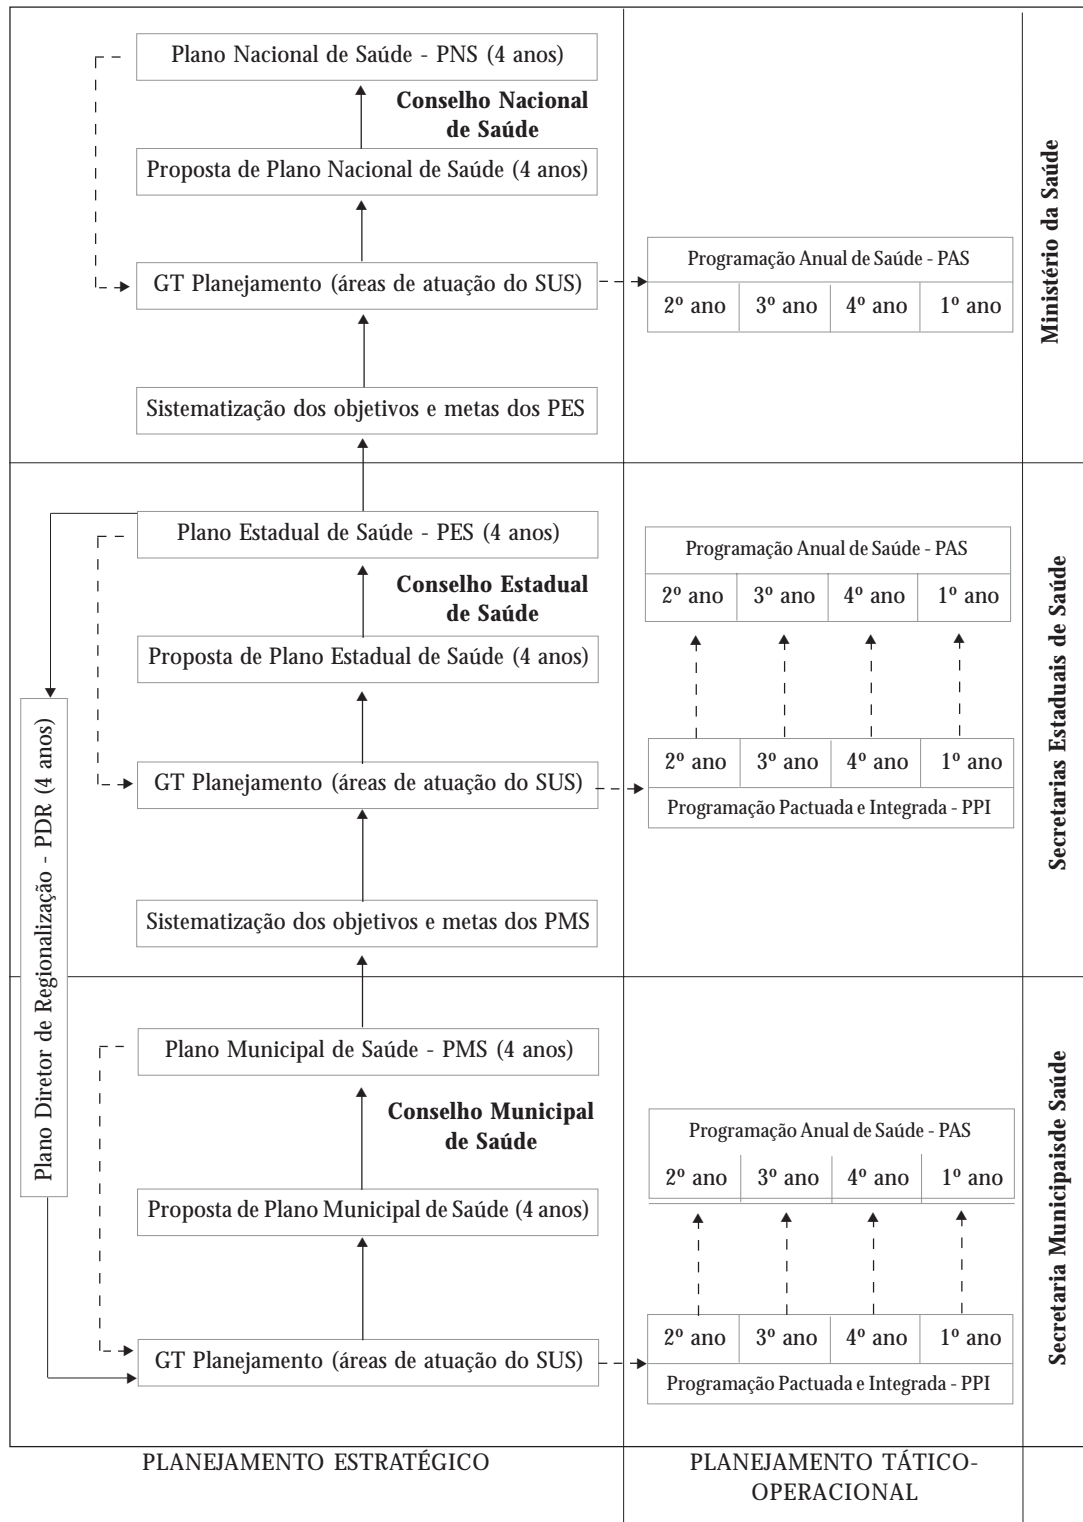 Plano Nacional de Saúde - PNS (4 anos)
Conselho Nacional
de Saúde
Proposta de Plano Nacional de Saúde (4 anos)
GT Planejamento (áreas de atuação do SUS)
Sistematização dos objetivos e metas dos PES
Programação Anual de Saúde - PAS
2º ano 3º ano 4º ano 1º ano
Ministério da Saúde
Plano Estadual de Saúde - PES (4 anos)
Conselho Estadual
de Saúde
Proposta de Plano Estadual de Saúde (4 anos)
GT Planejamento (áreas de atuação do SUS)
Sistematização dos objetivos e metas dos PMS
Programação Anual de Saúde - PAS
2º ano 3º ano 4º ano 1º ano
2º ano 3º ano 4º ano 1º ano
Programação Pactuada e Integrada - PPI
Secretarias Estaduais de Saúde
Plano Diretor de Regionalização - PDR (4 anos)
Plano Municipal de Saúde - PMS (4 anos)
Conselho Municipal
de Saúde
Proposta de Plano Municipal de Saúde (4 anos)
GT Planejamento (áreas de atuação do SUS)
Programação Anual de Saúde - PAS
2º ano 3º ano 4º ano 1º ano
2º ano 3º ano 4º ano 1º ano
Programação Pactuada e Integrada - PPI
Secretaria Municipaisde Saúde
PLANEJAMENTO ESTRATÉGICO
PLANEJAMENTO TÁTICO-
OPERACIONAL